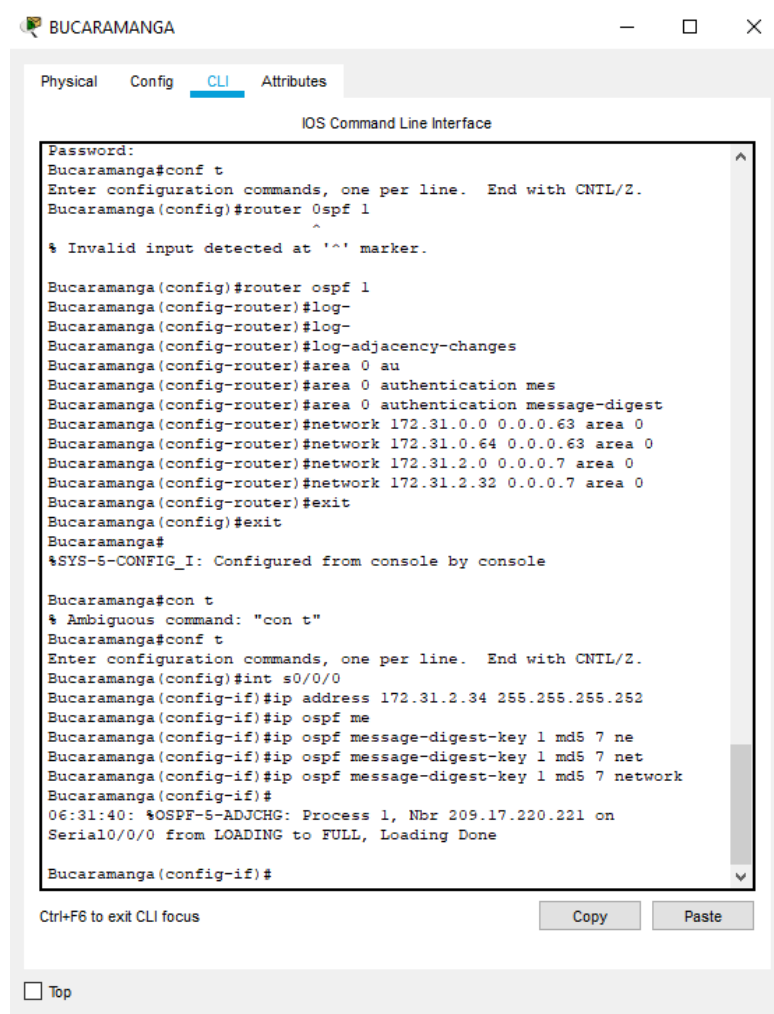 BUCARAMANGA
Physical Config CLI Attributes
IOS Command Line Interface
Password:
Bucaramanga#conf t
Enter configuration commands, one per line.  End with CNTL/Z.
Bucaramanga(config)#router 0spf 1
^
% Invalid input detected at '^' marker.
Bucaramanga(config)#router ospf 1
Bucaramanga(config-router)#log-
Bucaramanga(config-router)#log-
Bucaramanga(config-router)#log-adjacency-changes
Bucaramanga(config-router)#area 0 au
Bucaramanga(config-router)#area 0 authentication mes
Bucaramanga(config-router)#area 0 authentication message-digest
Bucaramanga(config-router)#network 172.31.0.0 0.0.0.63 area 0
Bucaramanga(config-router)#network 172.31.0.64 0.0.0.63 area 0
Bucaramanga(config-router)#network 172.31.2.0 0.0.0.7 area 0
Bucaramanga(config-router)#network 172.31.2.32 0.0.0.7 area 0
Bucaramanga(config-router)#exit
Bucaramanga(config)#exit
Bucaramanga#
%SYS-5-CONFIG_I: Configured from console by console
Bucaramanga#con t
% Ambiguous command: "con t"
Bucaramanga#conf t
Enter configuration commands, one per line.  End with CNTL/Z.
Bucaramanga(config)#int s0/0/0
Bucaramanga(config-if)#ip address 172.31.2.34 255.255.255.252
Bucaramanga(config-if)#ip ospf me
Bucaramanga(config-if)#ip ospf message-digest-key 1 md5 7 ne
Bucaramanga(config-if)#ip ospf message-digest-key 1 md5 7 net
Bucaramanga(config-if)#ip ospf message-digest-key 1 md5 7 network
Bucaramanga(config-if)#
06:31:40: %OSPF-5-ADJCHG: Process 1, Nbr 209.17.220.221 on
Serial0/0/0 from LOADING to FULL, Loading Done
Bucaramanga(config-if)#
Ctrl+F6 to exit CLI focus Copy Paste
Top